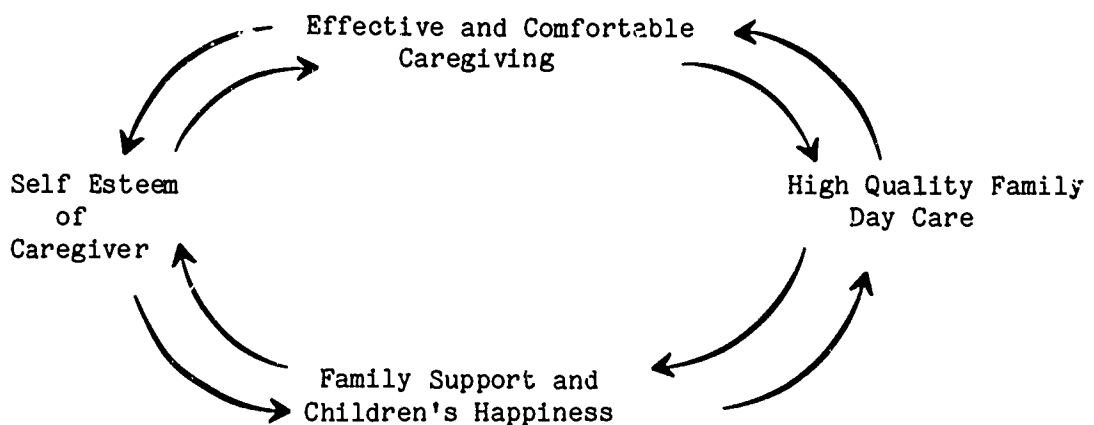 Effective and Comfortable
Caregiving
Self Esteem
of
Caregiver
High Quality Family
Day Care
Family Support and
Children's Happiness